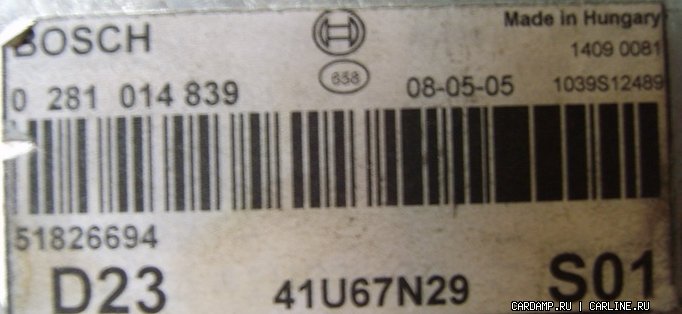 BOSCH
Made in Hungary
1409 0081
638
0 281 014 839
08-05-05
1039S12489
51826694
D23
41U67N29
S01
CARDAMP.RU | CARLINE.RU